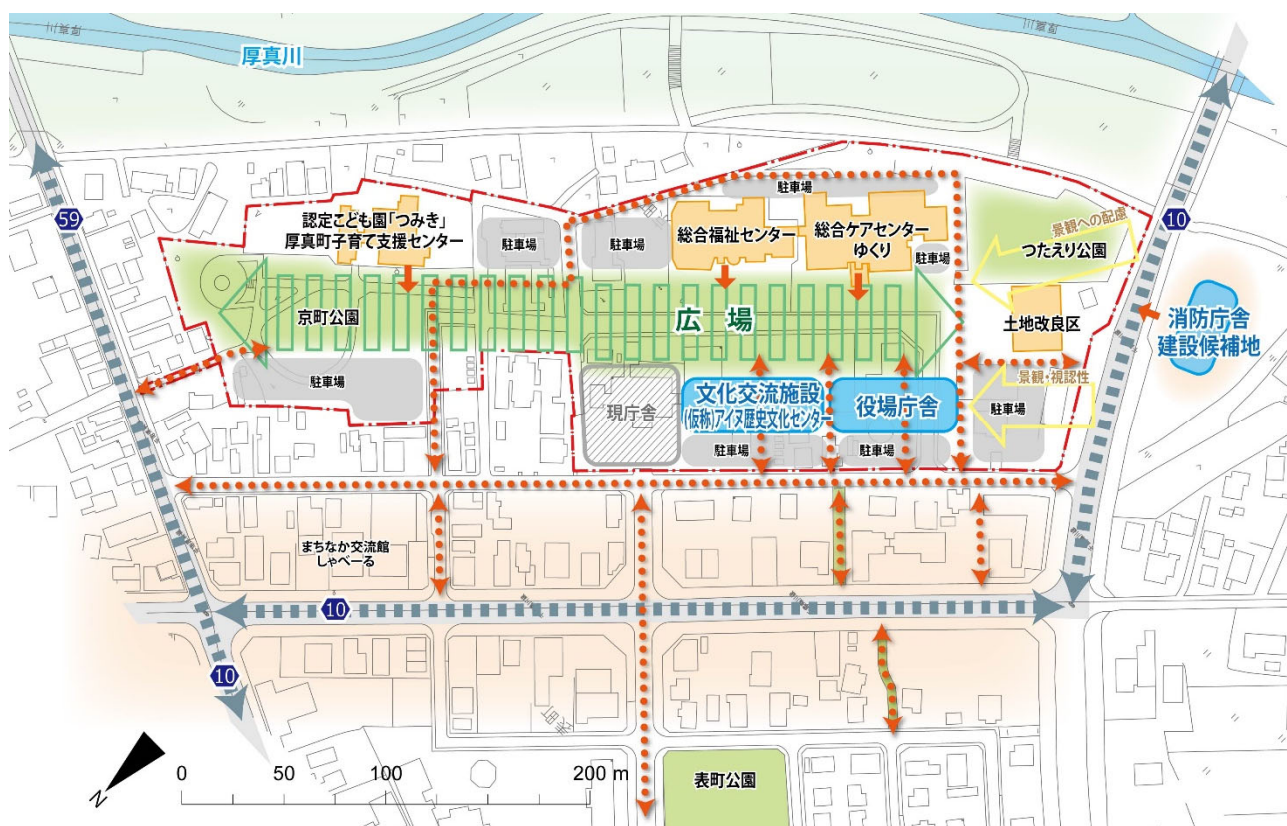 厚真川
59
認定こども園「つみき」
厚真町子育て支援センター
駐車場
駐車場
駐車場
総合福祉センター
総合ケアセンター
ゆくり
駐車場
景観への配慮
つたえり公園
10
京町公園
広場
土地改良区
消防庁舎
建設候補地
駐車場
現庁舎
文化交流施設
(仮称)アイヌ歴史文化センター
役場庁舎
景観・視認性
駐車場
駐車場
駐車場
まちなか交流館
しゃべーる
10
10
表町
表町公園
N
0 50 100 200 m